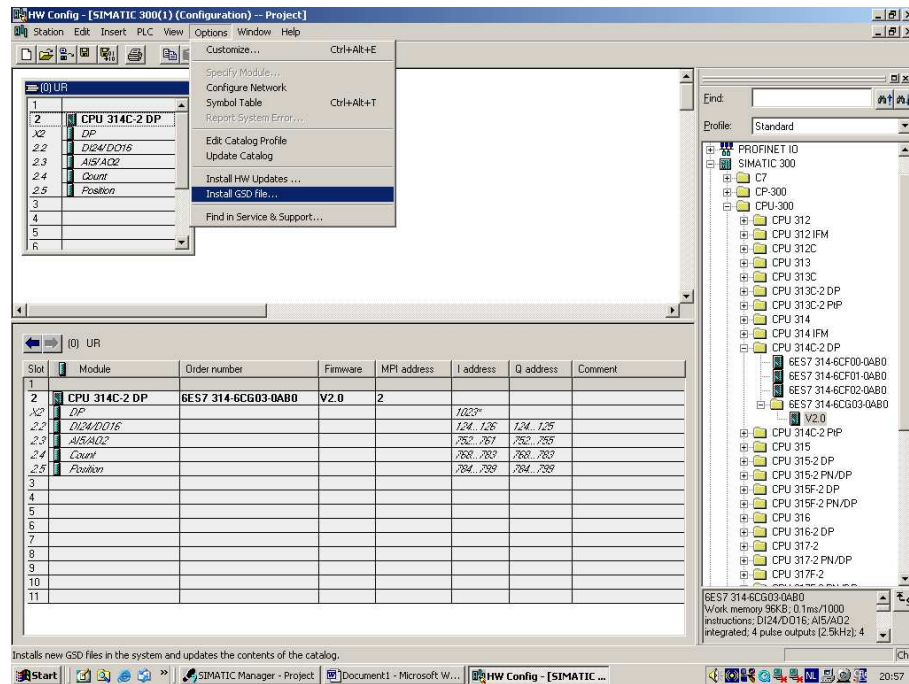 HW Config - [SIMATIC 300(1) (Configuration) -- Project]
Station Edit Insert PLC View Options Window Help
Customize... Ctrl+Alt+E
Specify Module...
Configure Network
Symbol Table Ctrl+Alt+T
Report System Error...
Edit Catalog Profile
Update Catalog
Install HW Updates ...
Install GSD file...
Find in Service & Support...
(0) UR
1
2 CPU 314C-2 DP
X2 DP
2.2 DI24/DO16
2.3 AI5/AO2
2.4 Count
2.5 Position
3
4
5
6
Find:
Profile: Standard
PROFINET IO
SIMATIC 300
C7
CP-300
CPU-300
CPU 312
CPU 312 IFM
CPU 312C
CPU 313
CPU 313C
CPU 313C-2 DP
CPU 313C-2 PtP
CPU 314
CPU 314 IFM
CPU 314C-2 DP
6ES7 314-6CF00-0AB0
6ES7 314-6CF01-0AB0
6ES7 314-6CF02-0AB0
6ES7 314-6CG03-0AB0
V2.0
CPU 314C-2 PtP
CPU 315
CPU 315-2 DP
CPU 315-2 PN/DP
CPU 315F-2 DP
CPU 315F-2 PN/DP
CPU 316
CPU 316-2 DP
CPU 317-2
CPU 317-2 PN/DP
CPU 317F-2
6ES7 314-6CG03-0AB0
Work memory 96KB; 0.1ms/1000
instructions; DI24/DO16; AI5/AO2
integrated; 4 pulse outputs (2.5kHz); 4
(0) UR
Slot Module Order number Firmware MPI address I address Q address Comment
1
2 CPU 314C-2 DP 6ES7 314-6CG03-0AB0 V2.0 2
X2 DP 1023*
2.2 DI24/DO16 124...126 124...125
2.3 AI5/AO2 752...761 752...755
2.4 Count 768...783 768...783
2.5 Position 784...799 784...799
3
4
5
6
7
8
9
10
11
Installs new GSD files in the system and updates the contents of the catalog.
Ch
Start » SIMATIC Manager - Project Document1 - Microsoft W... HW Config - [SIMATIC ... NL 20:57